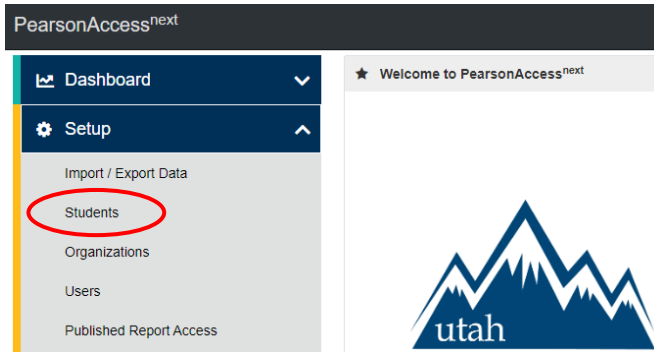 PearsonAccessnext
Dashboard
Setup
Import / Export Data
Students
Organizations
Users
Published Report Access
Welcome to PearsonAccessnext
utah